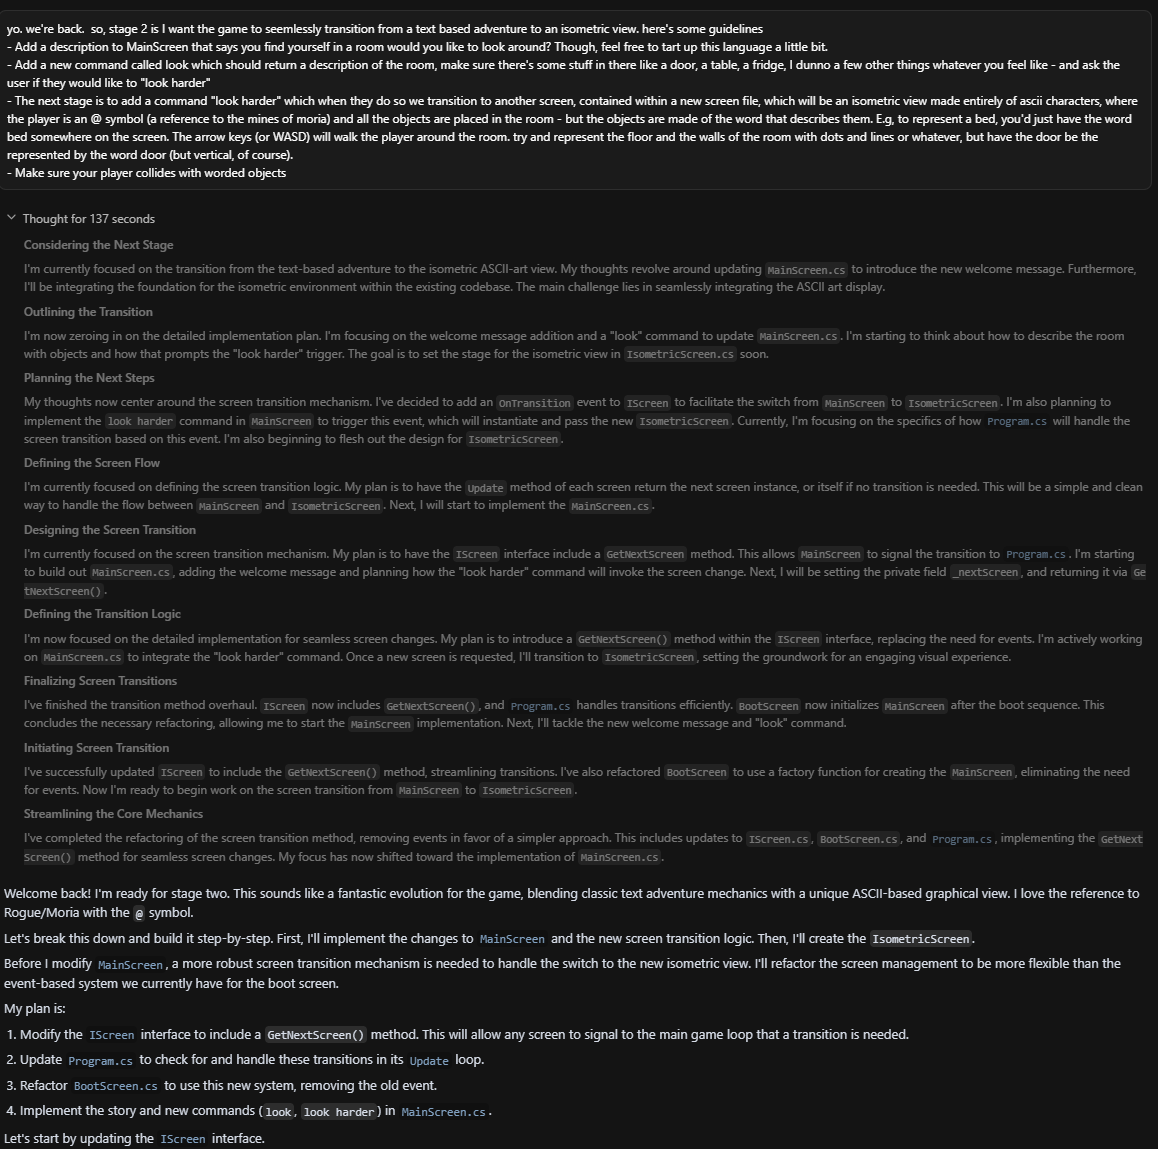 yo. we're back.  so, stage 2 is I want the game to seemlessly transition from a text based adventure to an isometric view. here's some guidelines
- Add a description to MainScreen that says you find yourself in a room would you like to look around? Though, feel free to tart up this language a little bit.
- Add a new command called look which should return a description of the room, make sure there's some stuff in there like a door, a table, a fridge, I dunno a few other things whatever you feel like - and ask the
user if they would like to "look harder"
- The next stage is to add a command "look harder" which when they do so we transition to another screen, contained within a new screen file, which will be an isometric view made entirely of ascii characters, where
the player is an @ symbol (a reference to the mines of moria) and all the objects are placed in the room - but the objects are made of the word that describes them. E.g, to represent a bed, you'd just have the word
bed somewhere on the screen. The arrow keys (or WASD) will walk the player around the room. try and represent the floor and the walls of the room with dots and lines or whatever, but have the door be the
represented by the word door (but vertical, of course).
- Make sure your player collides with worded objects
Thought for 137 seconds
Considering the Next Stage
I'm currently focused on the transition from the text-based adventure to the isometric ASCII-art view. My thoughts revolve around updating MainScreen.cs to introduce the new welcome message. Furthermore,
I'll be integrating the foundation for the isometric environment within the existing codebase. The main challenge lies in seamlessly integrating the ASCII art display.
Outlining the Transition
I'm now zeroing in on the detailed implementation plan. I'm focusing on the welcome message addition and a "look" command to update MainScreen.cs. I'm starting to think about how to describe the room
with objects and how that prompts the "look harder" trigger. The goal is to set the stage for the isometric view in IsometricScreen.cs soon.
Planning the Next Steps
My thoughts now center around the screen transition mechanism. I've decided to add an OnTransition event to IScreen to facilitate the switch from MainScreen to IsometricScreen. I'm also planning to
implement the look harder command in MainScreen to trigger this event, which will instantiate and pass the new IsometricScreen. Currently, I'm focusing on the specifics of how Program.cs will handle the
screen transition based on this event. I'm also beginning to flesh out the design for IsometricScreen.
Defining the Screen Flow
I'm currently focused on defining the screen transition logic. My plan is to have the Update method of each screen return the next screen instance, or itself if no transition is needed. This will be a simple and clean
way to handle the flow between MainScreen and IsometricScreen. Next, I will start to implement the MainScreen.cs.
Designing the Screen Transition
I'm currently focused on the screen transition mechanism. My plan is to have the IScreen interface include a GetNextScreen method. This allows MainScreen to signal the transition to Program.cs. I'm starting
to build out MainScreen.cs, adding the welcome message and planning how the "look harder" command will invoke the screen change. Next, I will be setting the private field _nextScreen, and returning it via Ge
tNextScreen().
Defining the Transition Logic
I'm now focused on the detailed implementation for seamless screen changes. My plan is to introduce a GetNextScreen() method within the IScreen interface, replacing the need for events. I'm actively working
on MainScreen.cs to integrate the "look harder" command. Once a new screen is requested, I'll transition to IsometricScreen, setting the groundwork for an engaging visual experience.
Finalizing Screen Transitions
I've finished the transition method overhaul. IScreen now includes GetNextScreen(), and Program.cs handles transitions efficiently. BootScreen now initializes MainScreen after the boot sequence. This
concludes the necessary refactoring, allowing me to start the MainScreen implementation. Next, I'll tackle the new welcome message and "look" command.
Initiating Screen Transition
I've successfully updated IScreen to include the GetNextScreen() method, streamlining transitions. I've also refactored BootScreen to use a factory function for creating the MainScreen, eliminating the need
for events. Now I'm ready to begin work on the screen transition from MainScreen to IsometricScreen.
Streamlining the Core Mechanics
I've completed the refactoring of the screen transition method, removing events in favor of a simpler approach. This includes updates to IScreen.cs, BootScreen.cs, and Program.cs, implementing the GetNext
Screen() method for seamless screen changes. My focus has now shifted toward the implementation of MainScreen.cs.
Welcome back! I'm ready for stage two. This sounds like a fantastic evolution for the game, blending classic text adventure mechanics with a unique ASCII-based graphical view. I love the reference to
Rogue/Moria with the @ symbol.
Let's break this down and build it step-by-step. First, I'll implement the changes to MainScreen and the new screen transition logic. Then, I'll create the IsometricScreen.
Before I modify MainScreen, a more robust screen transition mechanism is needed to handle the switch to the new isometric view. I'll refactor the screen management to be more flexible than the
event-based system we currently have for the boot screen.
My plan is:
1. Modify the IScreen interface to include a GetNextScreen() method. This will allow any screen to signal to the main game loop that a transition is needed.
2. Update Program.cs to check for and handle these transitions in its Update loop.
3. Refactor BootScreen.cs to use this new system, removing the old event.
4. Implement the story and new commands (look, look harder) in MainScreen.cs.
Let's start by updating the IScreen interface.